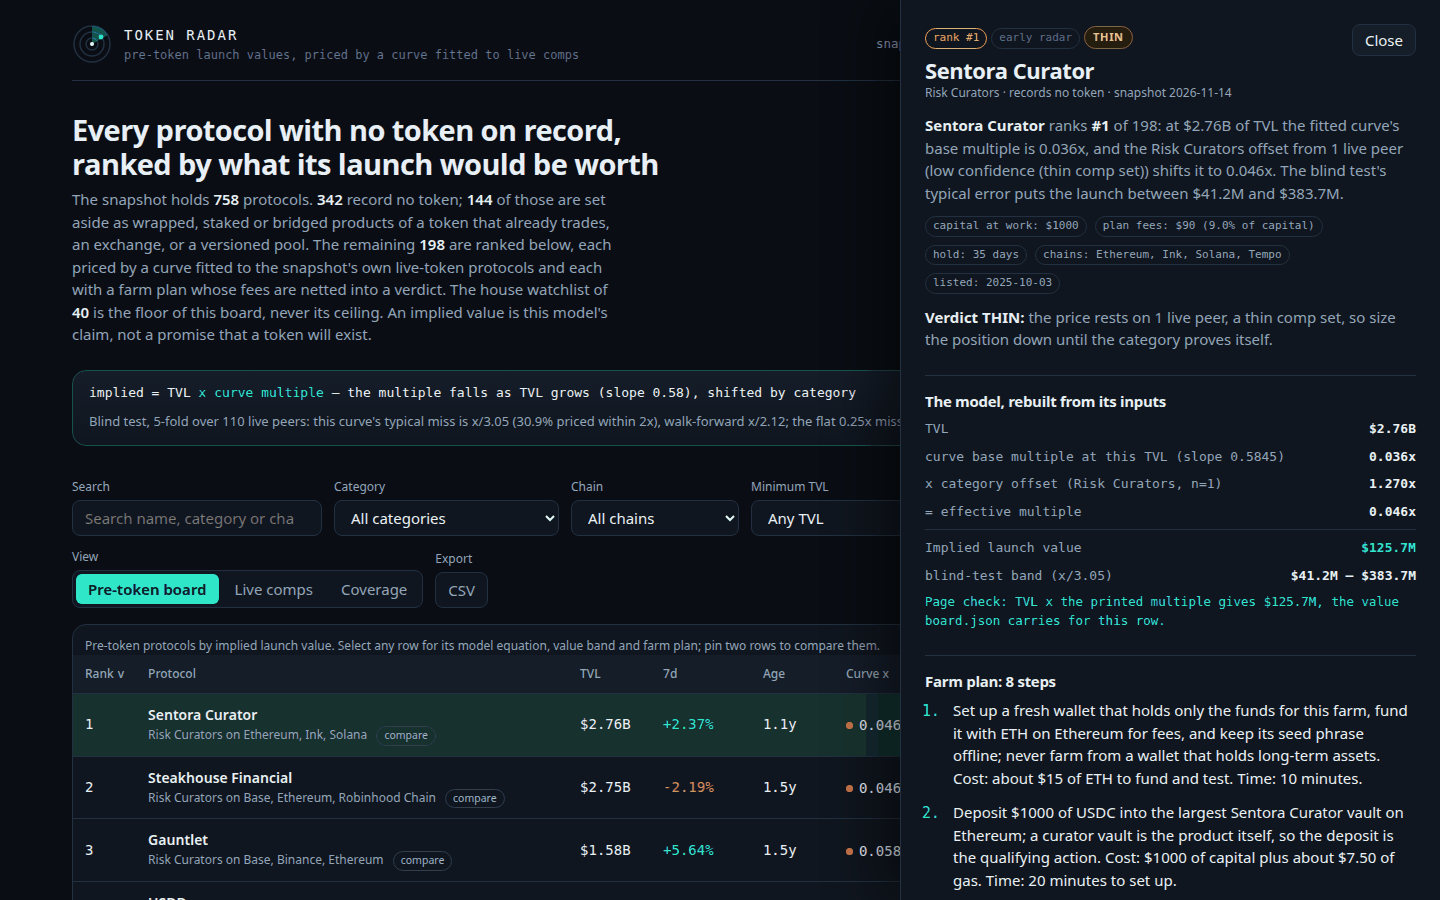 TOKEN RADAR
pre-token launch values, priced by a curve fitted to live comps
Every protocol with no token on record,
ranked by what its launch would be worth
The snapshot holds 758 protocols. 342 record no token; 144 of those are set
aside as wrapped, staked or bridged products of a token that already trades,
an exchange, or a versioned pool. The remaining 198 are ranked below, each
priced by a curve fitted to the snapshot's own live-token protocols and each
with a farm plan whose fees are netted into a verdict. The house watchlist of
40 is the floor of this board, never its ceiling. An implied value is this model's
claim, not a promise that a token will exist.
implied = TVL x curve multiple — the multiple falls as TVL grows (slope 0.58), shifted by category
Blind test, 5-fold over 110 live peers: this curve's typical miss is x/3.05 (30.9% priced within 2x), walk-forward x/2.12; the flat 0.25x miss
Search
Category
Chain
Minimum TVL
Search name, category or cha
All categories
All chains
Any TVL
View
Export
Pre-token board
Live comps
Coverage
CSV
Pre-token protocols by implied launch value. Select any row for its model equation, value band and farm plan; pin two rows to compare them.
Rank v Protocol TVL 7d Age Curve x
1 Sentora Curator $2.76B +2.37% 1.1y 0.046
Risk Curators on Ethereum, Ink, Solana compare
2 Steakhouse Financial $2.75B -2.19% 1.5y 0.046
Risk Curators on Base, Ethereum, Robinhood Chain compare
3 Gauntlet $1.58B +5.64% 1.5y 0.058
Risk Curators on Base, Binance, Ethereum compare
rank #1 early radar THIN
Close
Sentora Curator
Risk Curators · records no token · snapshot 2026-11-14
Sentora Curator ranks #1 of 198: at $2.76B of TVL the fitted curve's
base multiple is 0.036x, and the Risk Curators offset from 1 live peer
(low confidence (thin comp set)) shifts it to 0.046x. The blind test's
typical error puts the launch between $41.2M and $383.7M.
capital at work: $1000 plan fees: $90 (9.0% of capital)
hold: 35 days chains: Ethereum, Ink, Solana, Tempo
listed: 2025-10-03
Verdict THIN: the price rests on 1 live peer, a thin comp set, so size
the position down until the category proves itself.
The model, rebuilt from its inputs
TVL $2.76B
curve base multiple at this TVL (slope 0.5845) 0.036x
x category offset (Risk Curators, n=1) 1.270x
= effective multiple 0.046x
Implied launch value $125.7M
blind-test band (x/3.05) $41.2M — $383.7M
Page check: TVL x the printed multiple gives $125.7M, the value
board.json carries for this row.
Farm plan: 8 steps
1. Set up a fresh wallet that holds only the funds for this farm, fund
it with ETH on Ethereum for fees, and keep its seed phrase
offline; never farm from a wallet that holds long-term assets.
Cost: about $15 of ETH to fund and test. Time: 10 minutes.
2. Deposit $1000 of USDC into the largest Sentora Curator vault on
Ethereum; a curator vault is the product itself, so the deposit is
the qualifying action. Cost: $1000 of capital plus about $7.50 of
gas. Time: 20 minutes to set up.